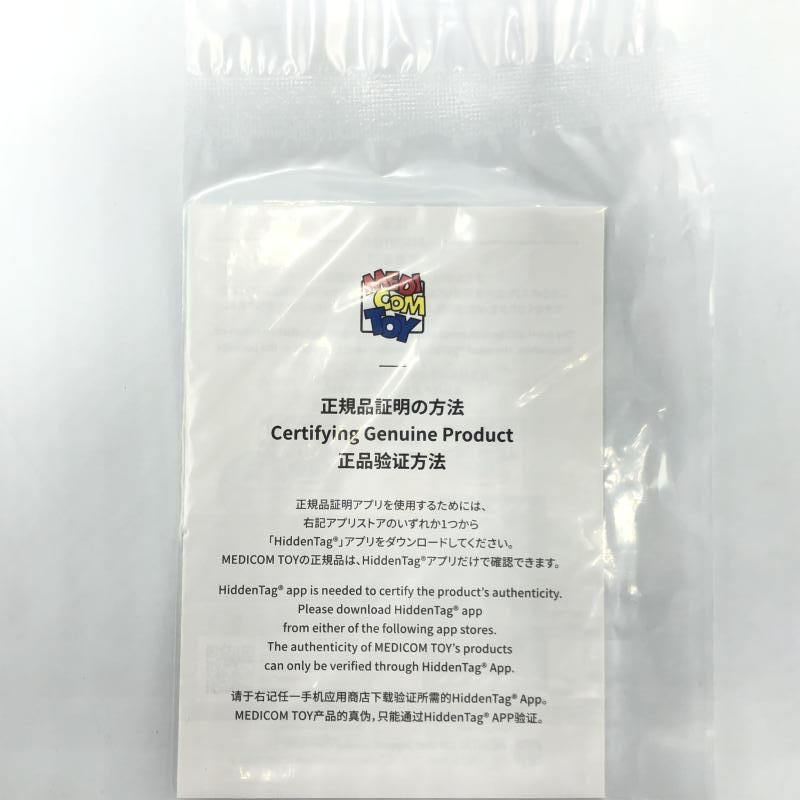 MEDI
COM
TOY
正規品証明の方法
Certifying Genuine Product
正品验证方法
正規品証明アプリを使用するためには、
右記アプリストアのいずれか1つから
「HiddenTag®」アプリをダウンロードしてください。
MEDICOM TOYの正規品は、HiddenTag®アプリだけで確認できます。
HiddenTag® app is needed to certify the product's authenticity.
Please download HiddenTag® app
from either of the following app stores.
The authenticity of MEDICOM TOY's products
can only be verified through HiddenTag® App.
请于右记任一手机应用商店下载验证所需的HiddenTag® App。
MEDICOM TOY产品的真伪，只能通过HiddenTag® APP验证。